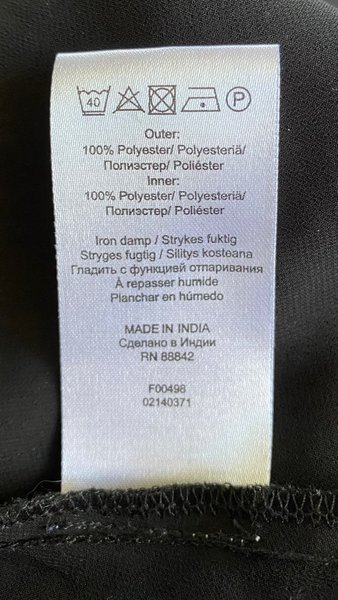 40 P
Outer:
100% Polyester/ Polyesteriä/
Полиэстер/ Poliéster
Inner:
100% Polyester/ Polyesteriä/
Полиэстер/ Poliéster
Iron damp / Strykes fuktig
Stryges fugtig / Silitys kosteana
Гладить с функцией отпаривания
À repasser humide
Planchar en húmedo
MADE IN INDIA
Сделано в Индии
RN 88842
F00498
02140371